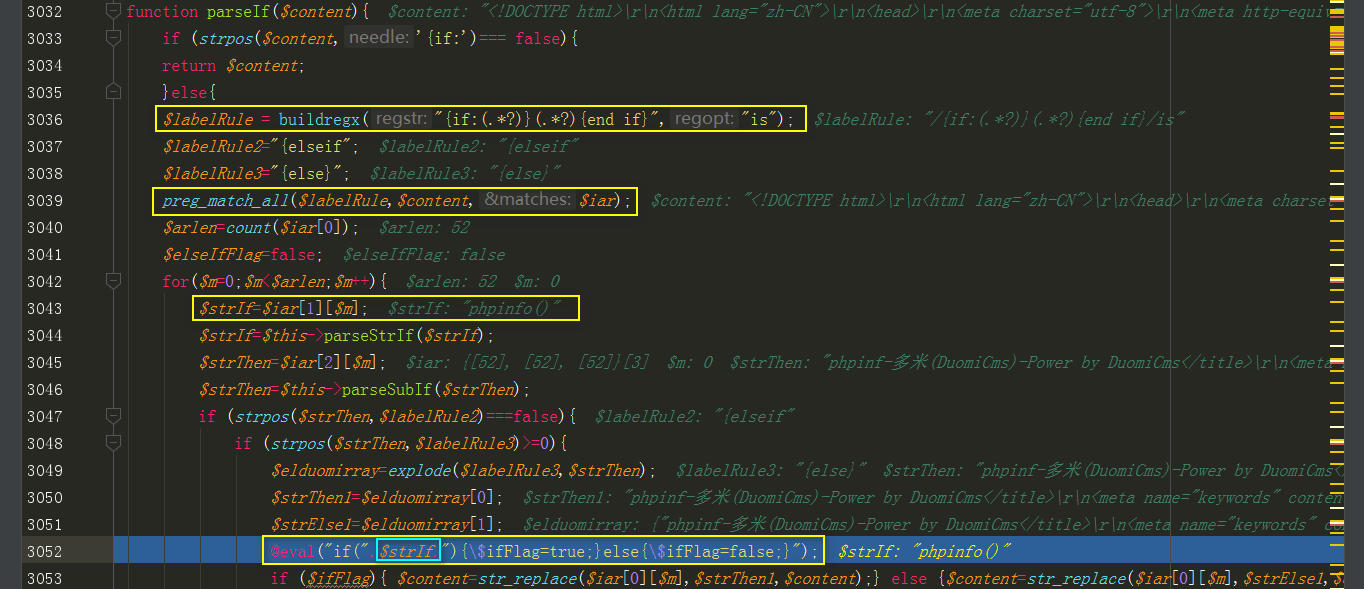 3032 function parseIf($content){ $content: "<!DOCTYPE html>\r\n<html lang="zh-CN">\r\n<head>\r\n<meta charset="utf-8">\r\n<meta http-equiv
3033 if (strpos($content, needle: '{if:')=== false){
3034 return $content;
3035 }else{
3036 $labelRule = buildregx( regstr: "{if:(.*?)}(.*?){end if}", regopt: "is"); $labelRule: "/{if:(.*?)}(.*?){end if}/is"
3037 $labelRule2="{elseif"; $labelRule2: "{elseif"
3038 $labelRule3="{else}"; $labelRule3: "{else}"
3039 preg_match_all($labelRule,$content, &matches: $iar); $content: "<!DOCTYPE html>\r\n<html lang="zh-CN">\r\n<head>\r\n<meta charset
3040 $arlen=count($iar[0]); $arlen: 52
3041 $elseIfFlag=false; $elseIfFlag: false
3042 for($m=0;$m<$arlen;$m++){ $arlen: 52 $m: 0
3043 $strIf=$iar[1][$m]; $strIf: "phpinfo()"
3044 $strIf=$this->parseStrIf($strIf);
3045 $strThen=$iar[2][$m]; $iar: {[52], [52], [52]}[3] $m: 0 $strThen: "phpinf-多米(DuomiCms)-Power by DuomiCms</title>\r\n<meta
3046 $strThen=$this->parseSubIf($strThen);
3047 if (strpos($strThen,$labelRule2)===false){ $labelRule2: "{elseif"
3048 if (strpos($strThen,$labelRule3)>=0){
3049 $elduomirray=explode($labelRule3,$strThen); $labelRule3: "{else}" $strThen: "phpinf-多米(DuomiCms)-Power by DuomiCms<
3050 $strThen1=$elduomirray[0]; $strThen1: "phpinf-多米(DuomiCms)-Power by DuomiCms</title>\r\n<meta name="keywords" conten
3051 $strElse1=$elduomirray[1]; $elduomirray: {"phpinf-多米(DuomiCms)-Power by DuomiCms</title>\r\n<meta name="keywords"
3052 @eval("if(".$strIf."){\$ifFlag=true;}else{\$ifFlag=false;}"); $strIf: "phpinfo()"
3053 if ($ifFlag){ $content=str_replace($iar[0][$m],$strThen1,$content);} else {$content=str_replace($iar[0][$m],$strElse1,